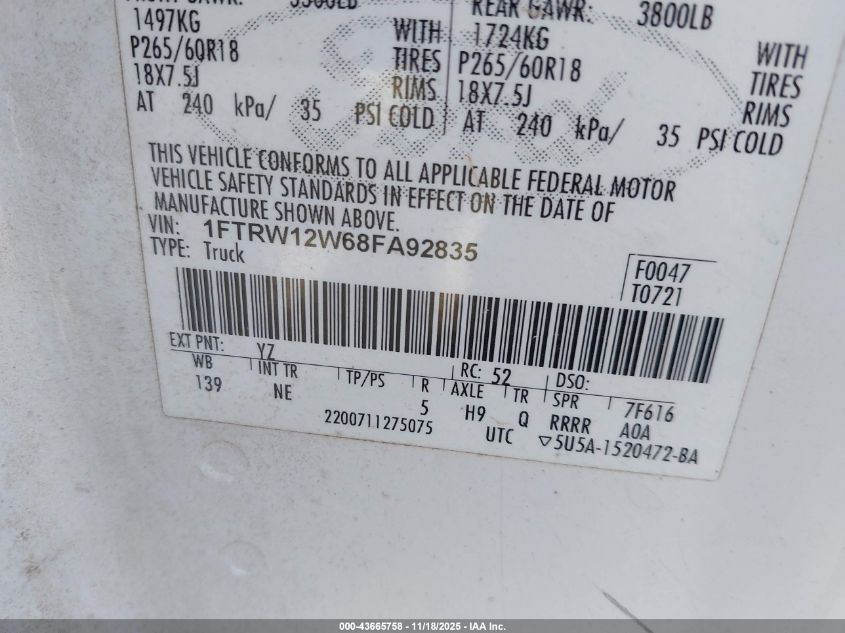 3500LB REAR GAWR: 3800LB
1497KG WITH 1724KG WITH
P265/60R18 TIRES P265/60R18 TIRES
18X7.5J RIMS 18X7.5J RIMS
AT 240 kPa/ 35 PSI COLD AT 240 kPa/ 35 PSI COLD
THIS VEHICLE CONFORMS TO ALL APPLICABLE FEDERAL MOTOR
VEHICLE SAFETY STANDARDS IN EFFECT ON THE DATE OF
MANUFACTURE SHOWN ABOVE.
VIN: 1FTRW12W68FA92835
TYPE: Truck
F0047
T0721
EXT PNT: YZ RC: 52 DSO:
WB INT TR TP/PS R AXLE TR SPR 7F616
139 NE 5 H9 Q RRRR A0A
2200711275075 UTC ▽5U5A-1520472-BA
000-43665758 - 11/18/2025 - IAA Inc.